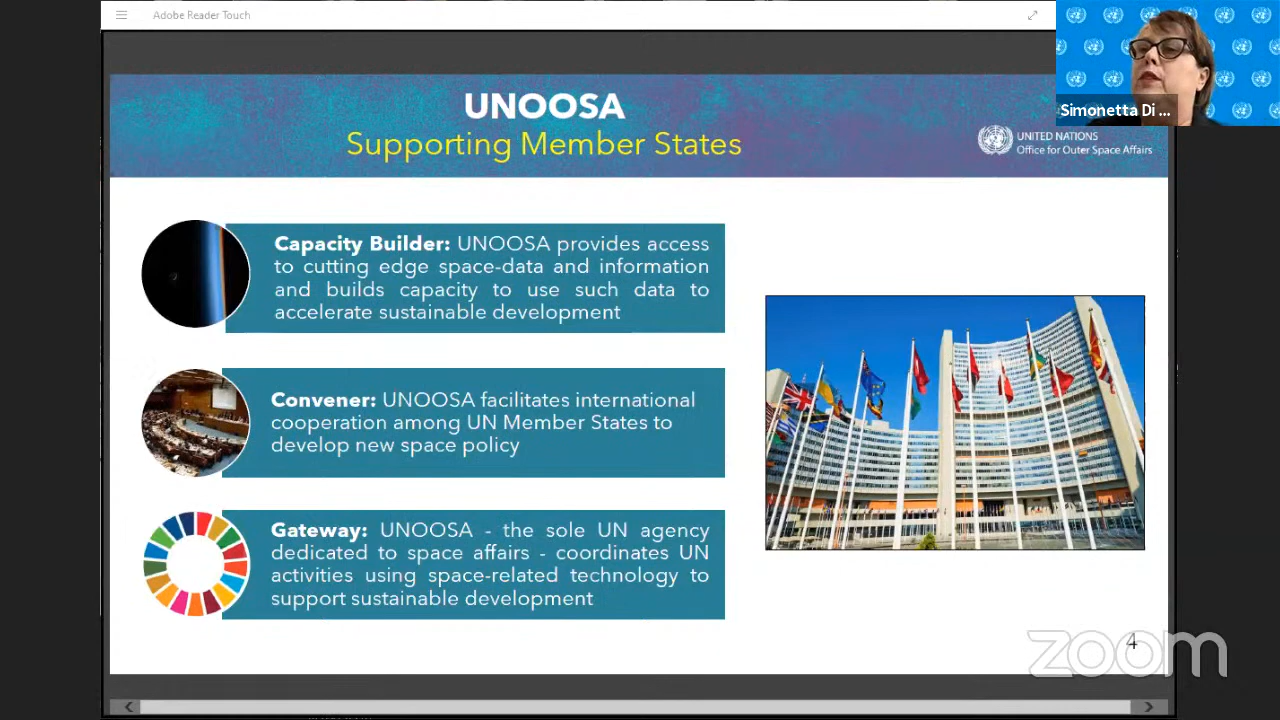 Adobe Reader Touch
UNOOSA
Supporting Member States
UNITED NATIONS
Office for Outer Space Affairs
Simonetta Di ...
Capacity Builder: UNOOSA provides access
to cutting edge space-data and information
and builds capacity to use such data to
accelerate sustainable development
Convener: UNOOSA facilitates international
cooperation among UN Member States to
develop new space policy
Gateway: UNOOSA - the sole UN agency
dedicated to space affairs - coordinates UN
activities using space-related technology to
support sustainable development
4
zoom